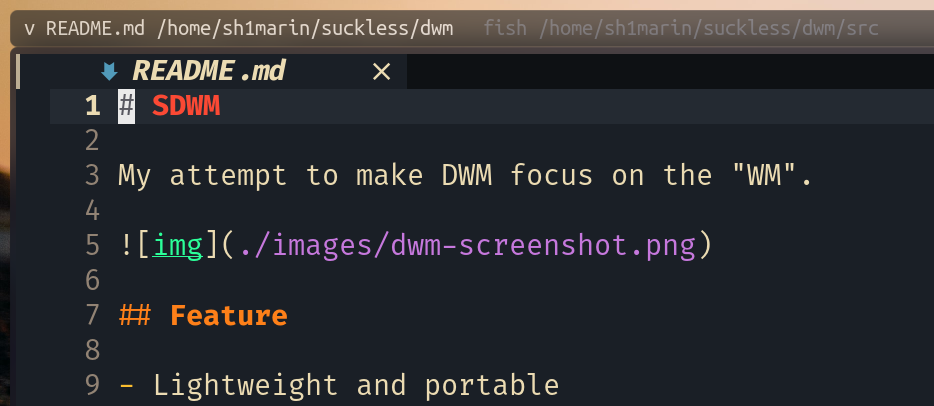 v README.md /home/sh1marin/suckless/dwm fish /home/sh1marin/suckless/dwm/src
README.md ×
1 # SDWM
2
3 My attempt to make DWM focus on the "WM".
4
5 ![img](./images/dwm-screenshot.png)
6
7 ## Feature
8
9 - Lightweight and portable